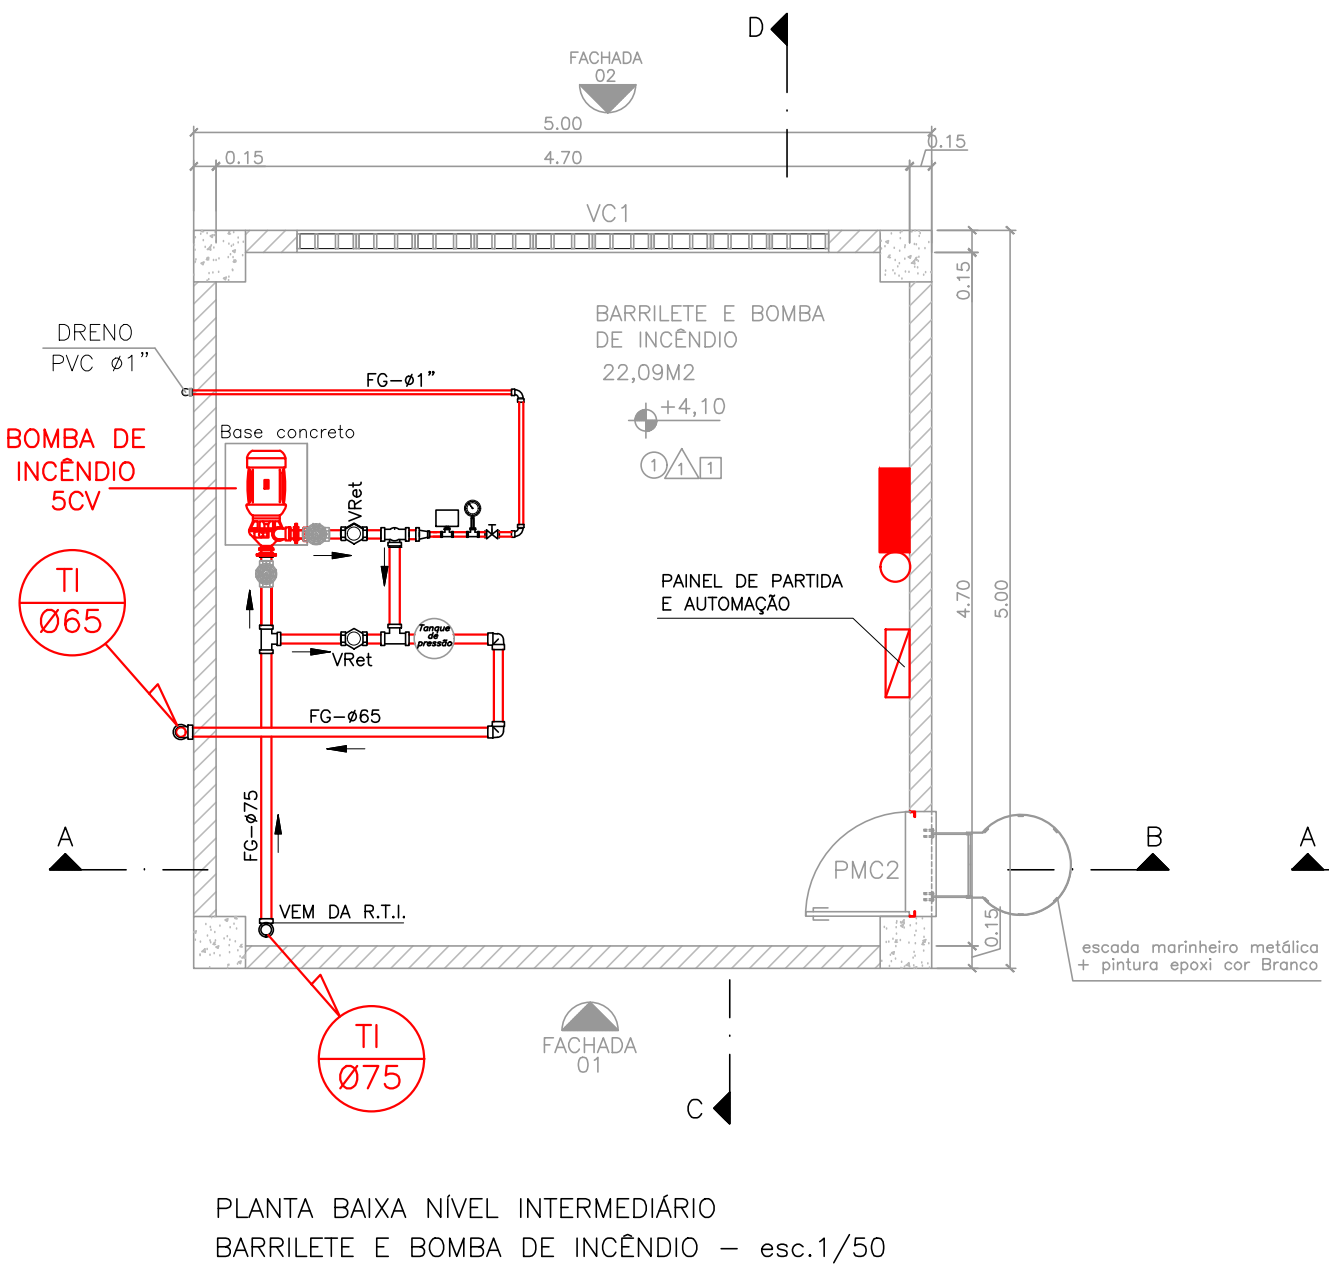 D
FACHADA
02
5.00
0.15
4.70
0.15
VC1
0.15
BARRILETE E BOMBA
DE INCÊNDIO
22,09M2
+4,10
1
1
1
DRENO
PVC ø1”
FG-ø1”
Base concreto
BOMBA DE
INCÊNDIO
5CV
VRet
TI
Ø65
PAINEL DE PARTIDA
E AUTOMAÇÃO
4.70
5.00
Tanque
de
pressão
VRet
FG-ø65
FG-ø75
A
PMC2
B
A
VEM DA R.T.I.
0.15
escada marinheiro metálica
+ pintura epoxi cor Branco
TI
Ø75
FACHADA
01
C
PLANTA BAIXA NÍVEL INTERMEDIÁRIO
BARRILETE E BOMBA DE INCÊNDIO – esc.1/50